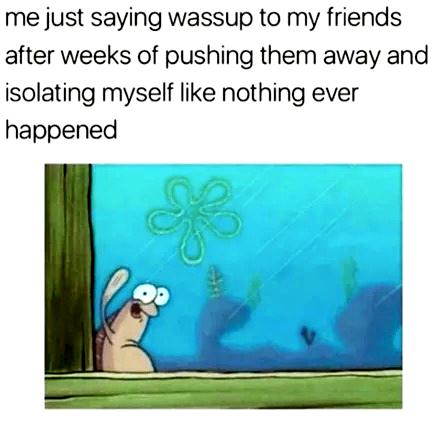 me just saying wassup to my friends
after weeks of pushing them away and
isolating myself like nothing ever
happened